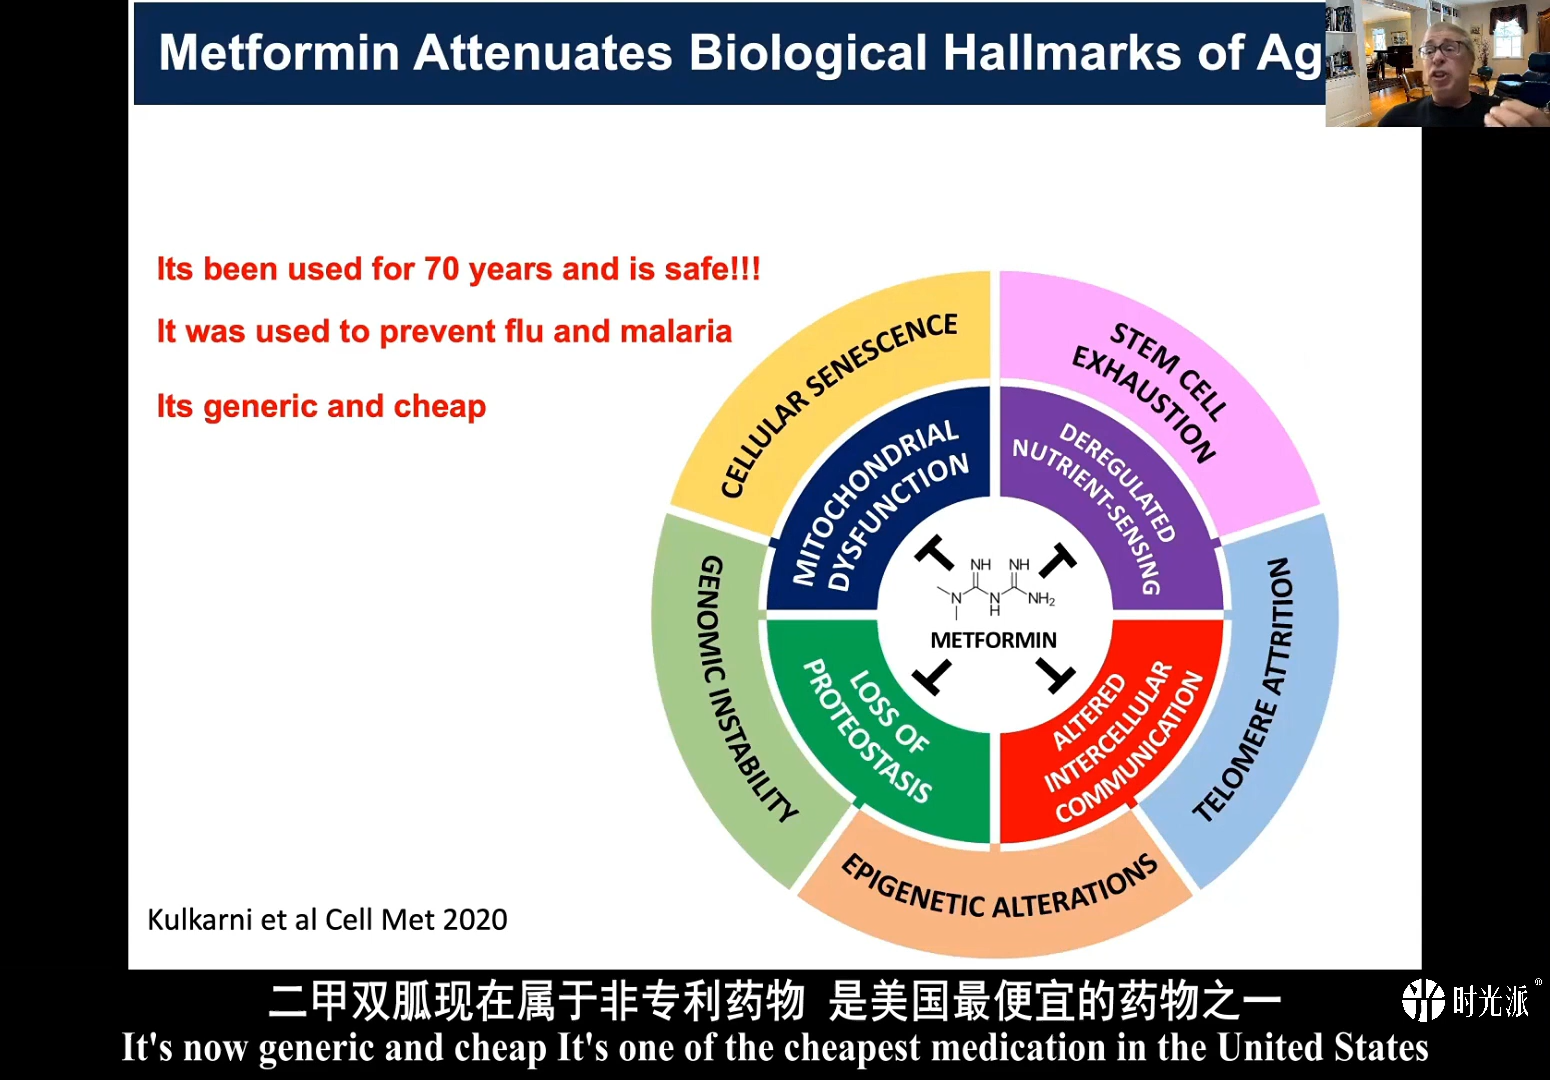 Metformin Attenuates Biological Hallmarks of Ag
Its been used for 70 years and is safe!!!
It was used to prevent flu and malaria
Its generic and cheap
CELLULAR SENESCENCE
STEM CELL
EXHAUSTION
MITOCHONDRIAL
DYSFUNCTION
DEREGULATED
NUTRIENT-SENSING
GENOMIC INSTABILITY
TELOMERE ATTRITION
NH NH
N N NH₂
H
METFORMIN
LOSS OF
PROTEOSTASIS
ALTERED
INTERCELLULAR
COMMUNICATION
EPIGENETIC ALTERATIONS
Kulkarni et al Cell Met 2020
二甲双胍现在属于非专利药物 是美国最便宜的药物之一
时光派®
It's now generic and cheap It's one of the cheapest medication in the United States